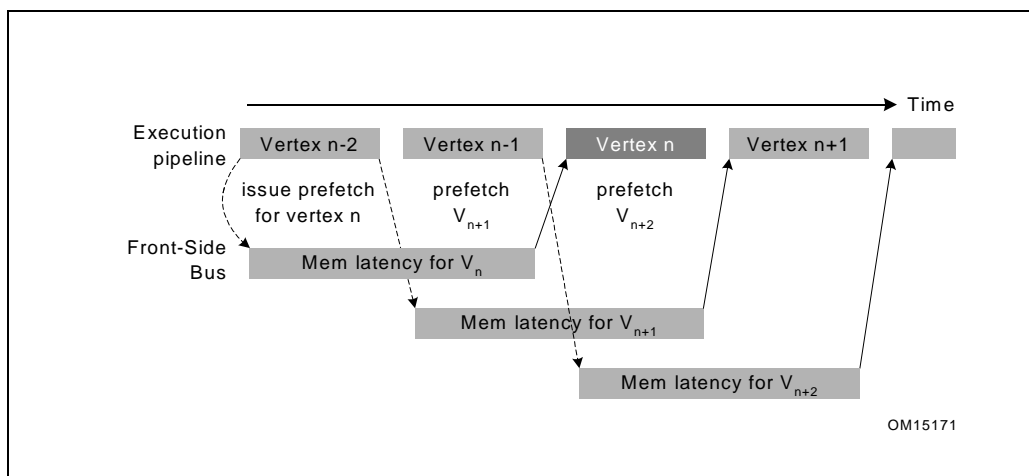 Time
Execution
pipeline
Vertex n-2
Vertex n-1
Vertex n
Vertex n+1
issue prefetch
for vertex n
prefetch
Vn+1
prefetch
Vn+2
Front-Side
Bus
Mem latency for Vn
Mem latency for Vn+1
Mem latency for Vn+2
OM15171